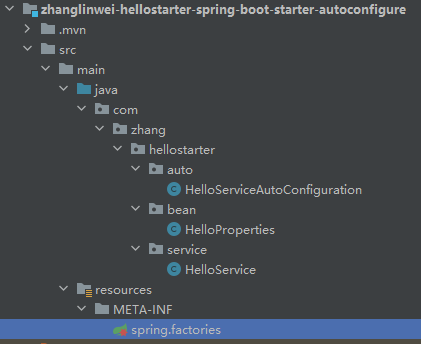 zhanglinwei-hellostarter-spring-boot-starter-autoconfigure
.mvn
src
main
java
com
zhang
hellostarter
auto
HelloServiceAutoConfiguration
bean
HelloProperties
service
HelloService
resources
META-INF
spring.factories